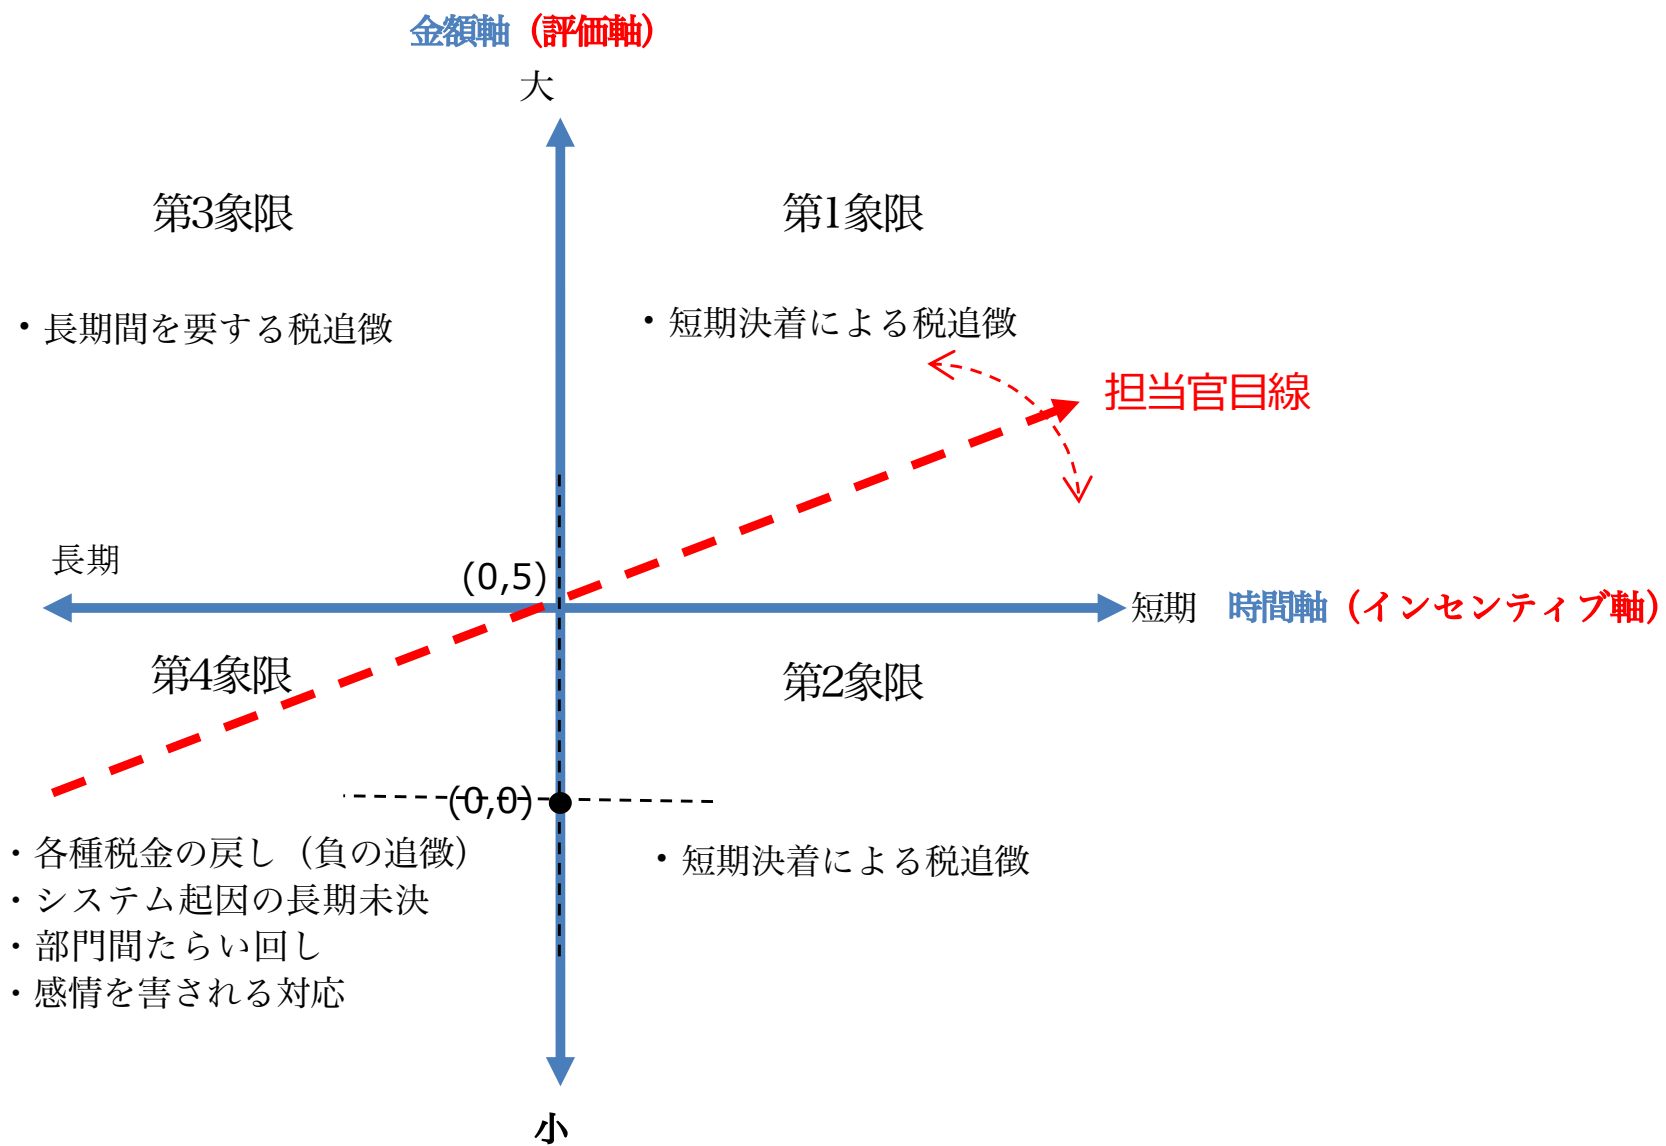 金額軸（評価軸）
大
第3象限
第1象限
・長期間を要する税追徴
・短期決着による税追徴
担当官目線
長期
(0,5)
短期 時間軸（インセンティブ軸）
第4象限
第2象限
(0,0)
・各種税金の戻し（負の追徴）
・システム起因の長期未決
・部門間たらい回し
・感情を害される対応
・短期決着による税追徴
小